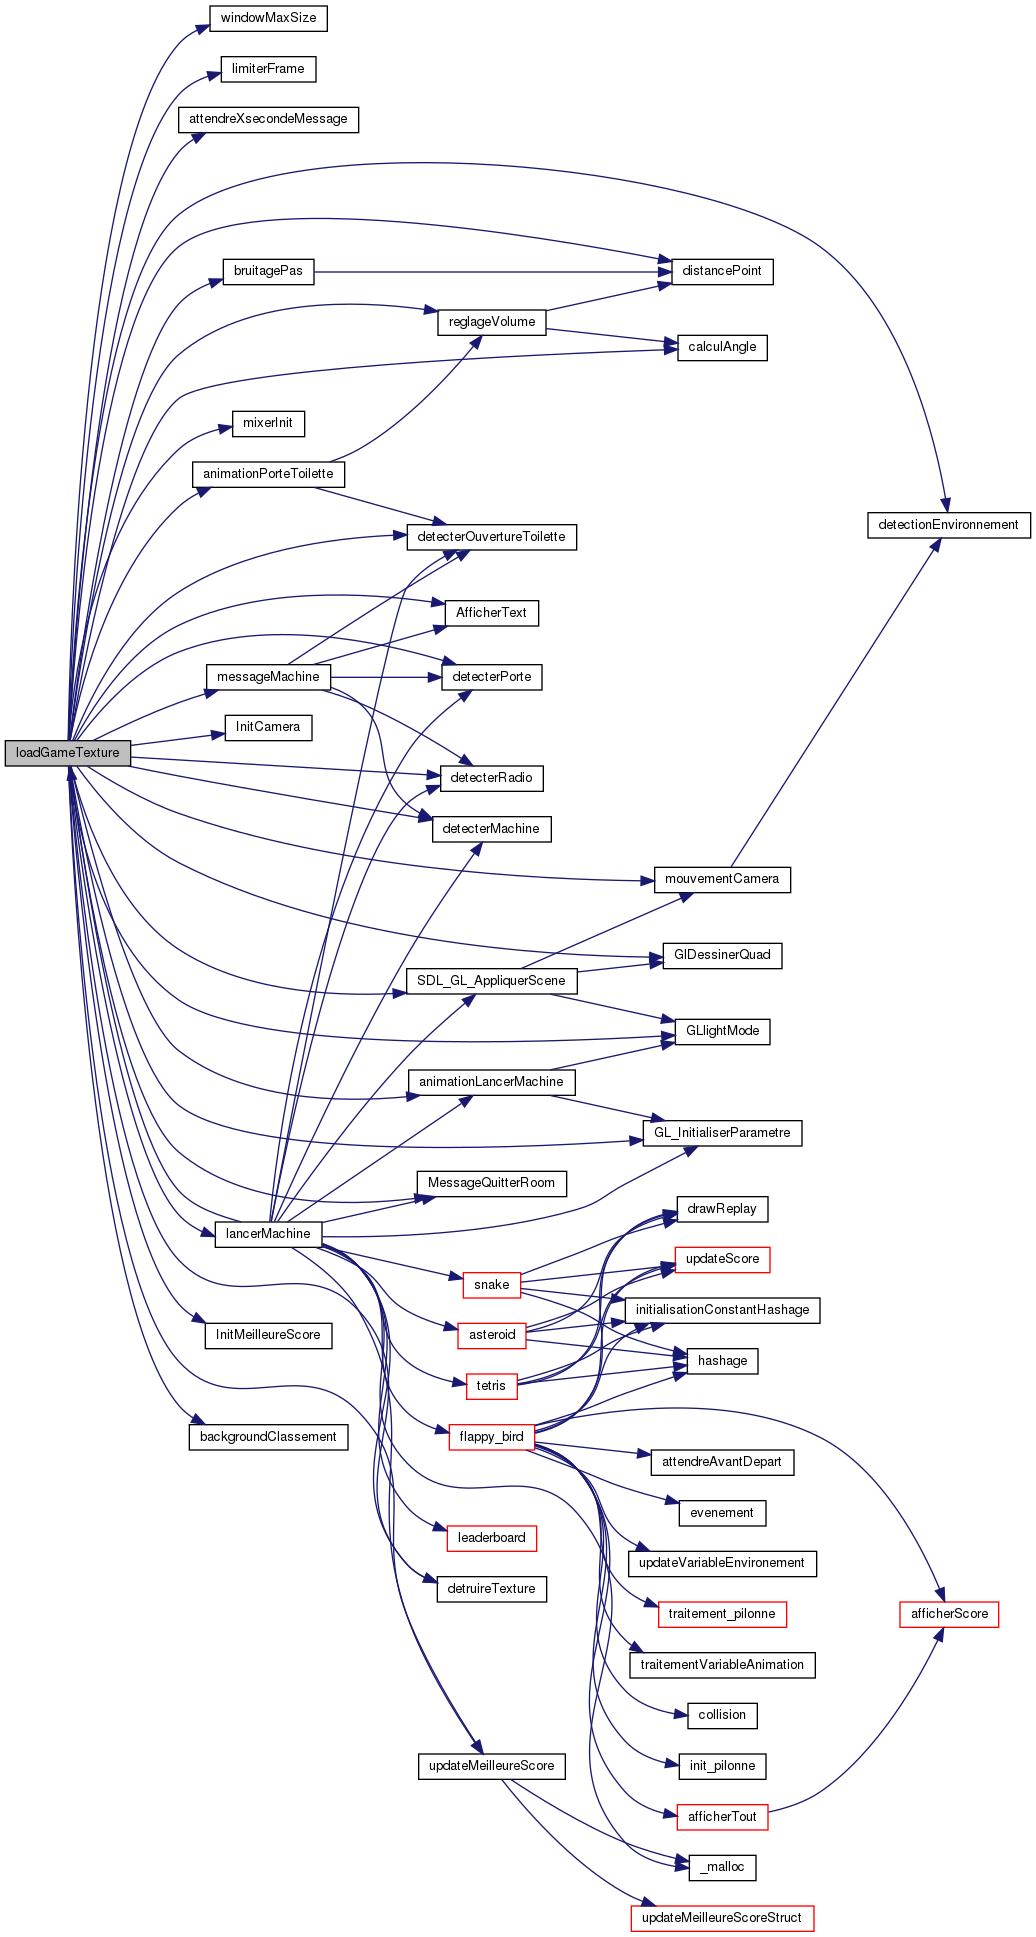 windowMaxSize
limiterFrame
attendreXsecondeMessage
bruitagePas
distancePoint
reglageVolume
calculAngle
mixerInit
animationPorteToilette
detectionEnvironnement
detecterOuvertureToilette
AfficherText
messageMachine
detecterPorte
InitCamera
loadGameTexture
detecterRadio
detecterMachine
mouvementCamera
GlDessinerQuad
SDL_GL_AppliquerScene
GLlightMode
animationLancerMachine
GL_InitialiserParametre
MessageQuitterRoom
drawReplay
lancerMachine
updateScore
snake
initialisationConstantHashage
InitMeilleureScore
asteroid
hashage
tetris
backgroundClassement
flappy_bird
attendreAvantDepart
evenement
leaderboard
updateVariableEnvironement
detruireTexture
traitement_pilonne
afficherScore
traitementVariableAnimation
collision
updateMeilleureScore
init_pilonne
afficherTout
_malloc
updateMeilleureScoreStruct